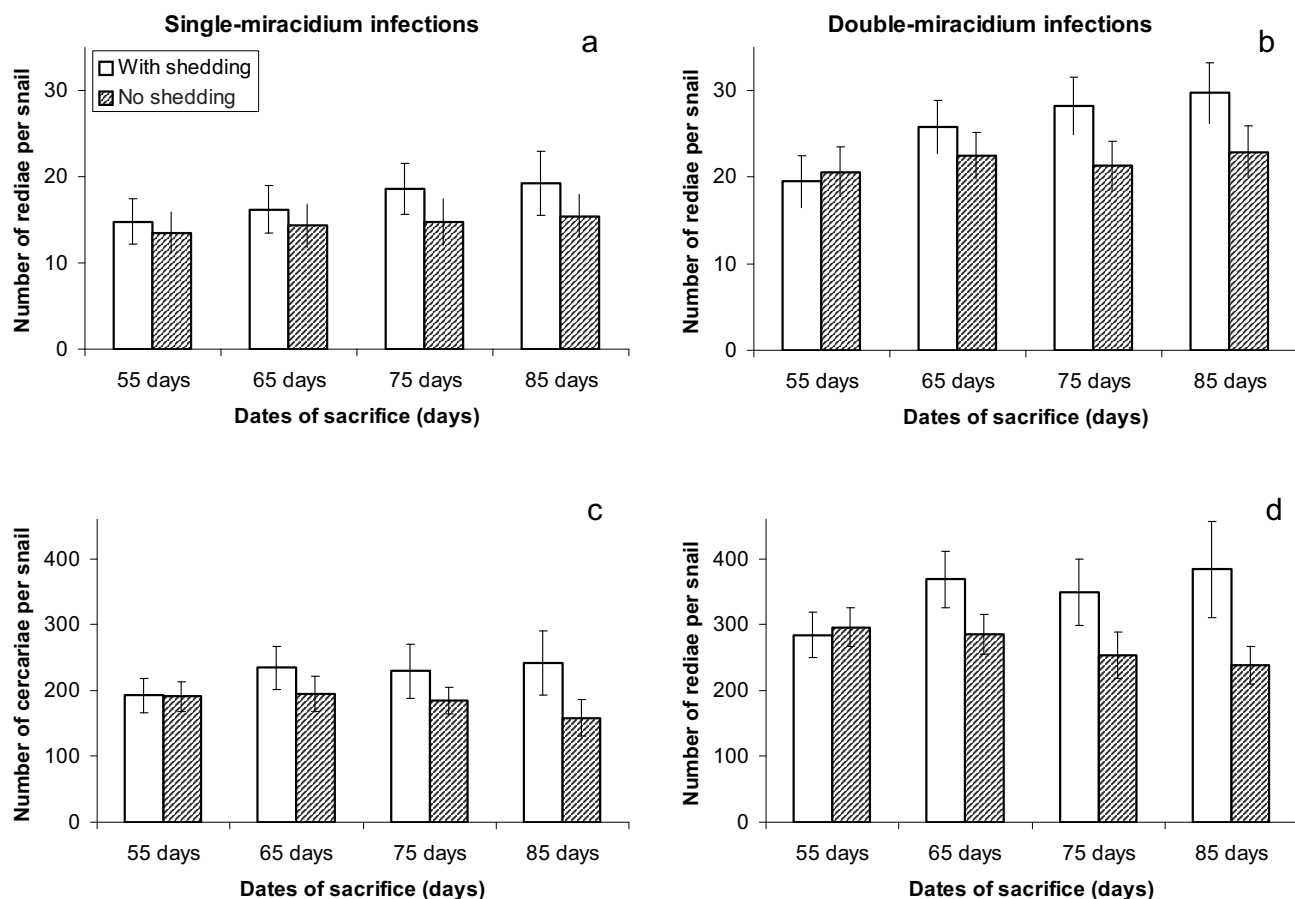 Single-miracidium infections
a
With shedding
No shedding
Number of rediae per snail
30
20
10
0
55 days 65 days 75 days 85 days
Dates of sacrifice (days)
Double-miracidium infections
b
Number of rediae per snail
30
20
10
0
55 days 65 days 75 days 85 days
Dates of sacrifice (days)
c
Number of cercariae per snail
400
300
200
100
0
55 days 65 days 75 days 85 days
Dates of sacrifice (days)
d
Number of rediae per snail
400
300
200
100
0
55 days 65 days 75 days 85 days
Dates of sacrifice (days)